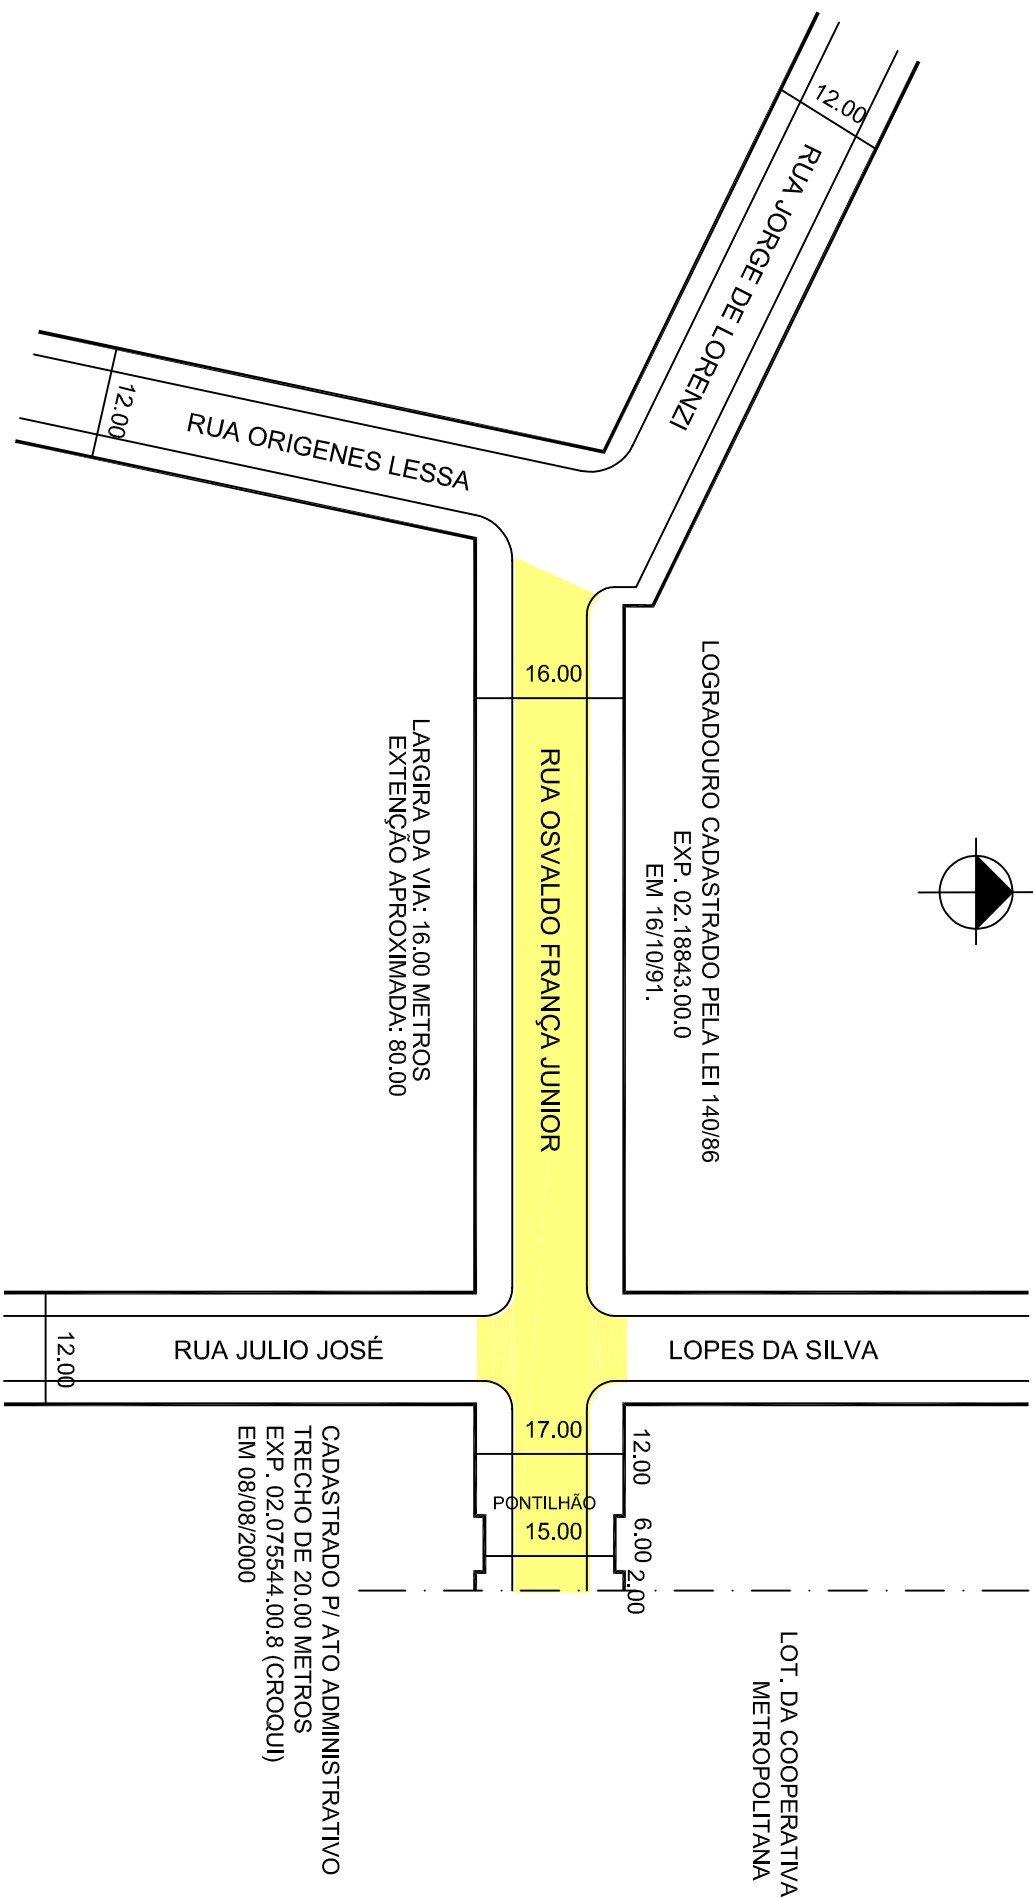 12.00
RUA JORGE DE LORENZI
12.00
RUA ORIGENES LESSA
16.00
RUA OSVALDO FRANÇA JUNIOR
LOGRADOURO CADASTRADO PELA LEI 140/86
EXP. 02.18843.00.0
EM 16/10/91.
LARGIRA DA VIA: 16.00 METROS
EXTENÇÃO APROXIMADA: 80.00
12.00
RUA JULIO JOSÉ
LOPES DA SILVA
17.00
12.00
PONTILHÃO
15.00
6.00
2.00
CADASTRADO P/ ATO ADMINISTRATIVO
TRECHO DE 20.00 METROS
EXP. 02.075544.00.8 (CROQUI)
EM 08/08/2000
LOT. DA COOPERATIVA
METROPOLITANA